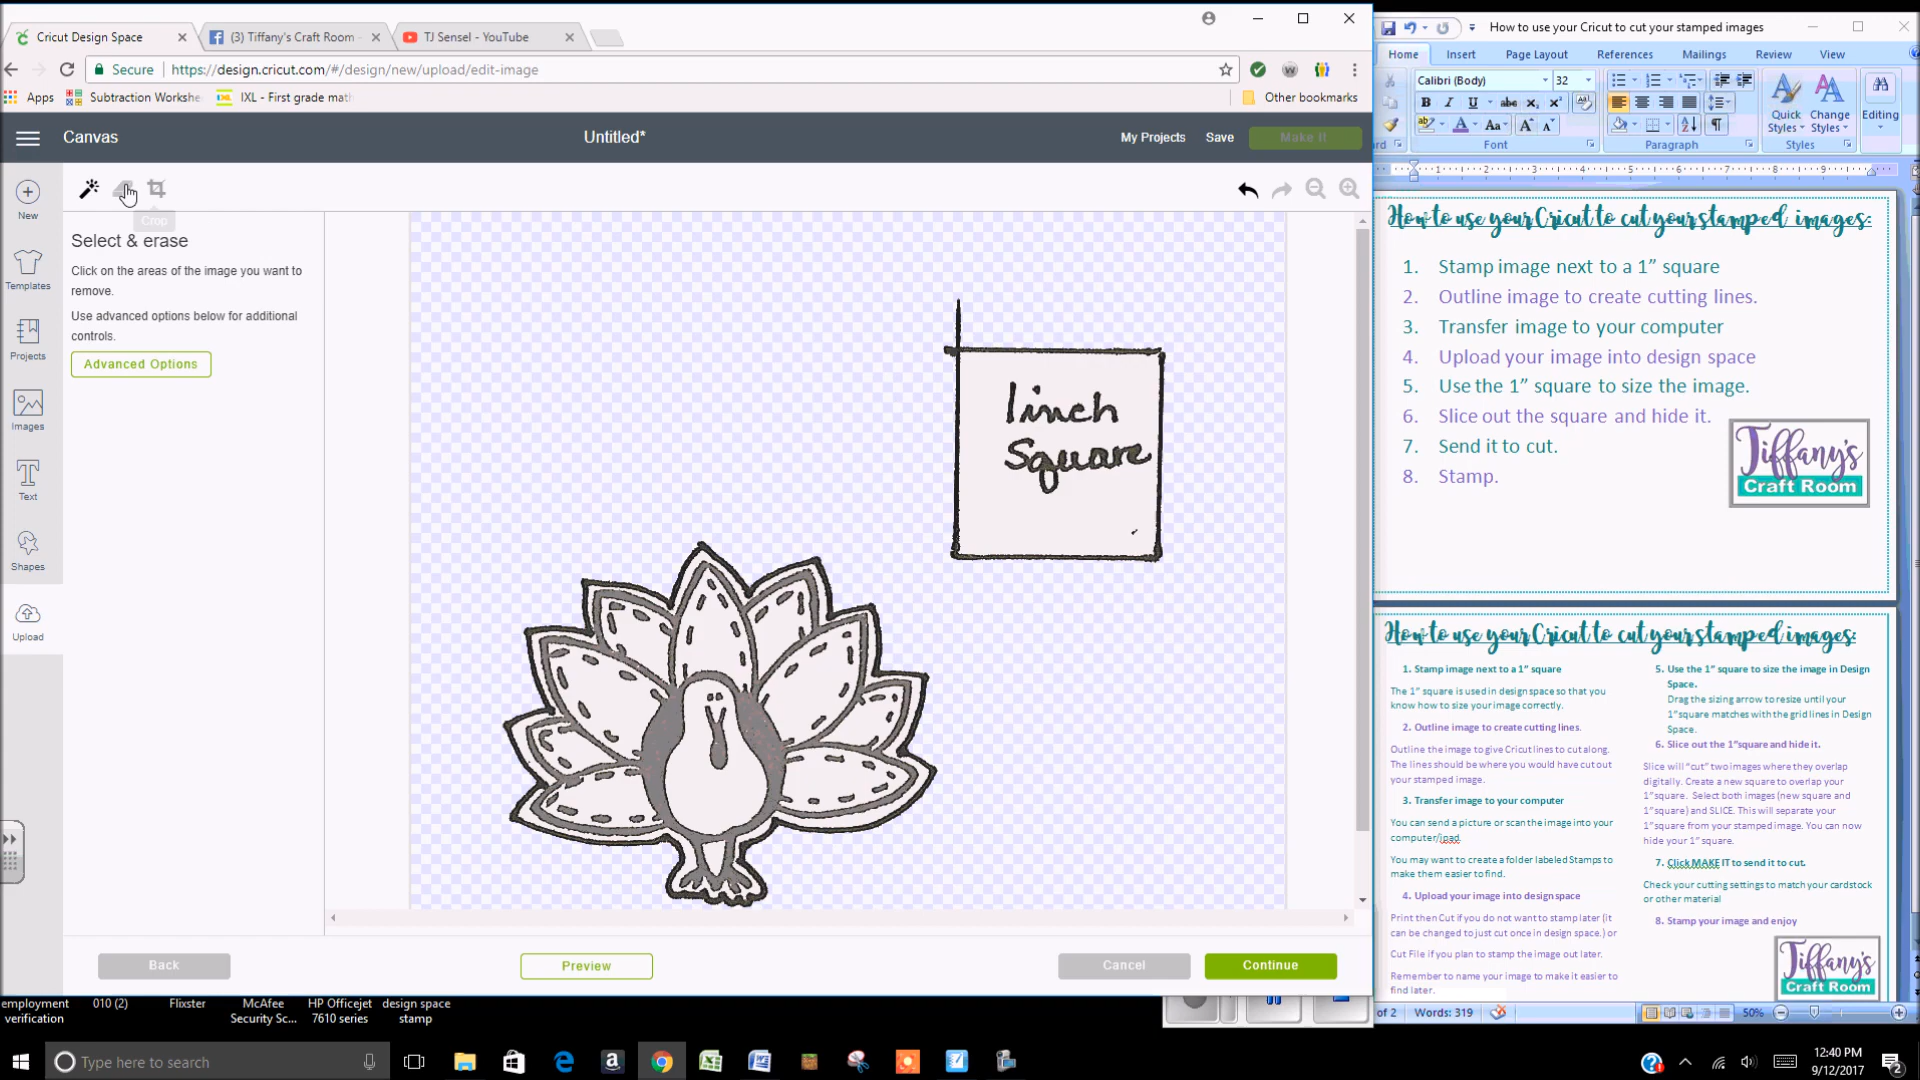 Cricut Design Space
(3) Tiffany's Craft Room -
TJ Sensel - YouTube
Secure
https://design.cricut.com/#/design/new/upload/edit-image
Apps
Subtraction Workshe
IXL - First grade math
Other bookmarks
Canvas
Untitled*
My Projects
Save
Make It
New
Templates
Projects
Images
Text
Shapes
Upload
Crop
Select & erase
Click on the areas of the image you want to
remove.
Use advanced options below for additional
controls.
Advanced Options
1inch
Square
Back
Preview
Cancel
Continue
employment
verification
010 (2)
Flixster
McAfee
Security Sc...
HP Officejet
7610 series
design space
stamp
How to use your Cricut to cut your stamped images
Home
Insert
Page Layout
References
Mailings
Review
View
Calibri (Body)
32
Quick
Styles
Change
Styles
Editing
Font
Paragraph
Styles
How to use your Cricut to cut your stamped images:
1. Stamp image next to a 1” square
2. Outline image to create cutting lines.
3. Transfer image to your computer
4. Upload your image into design space
5. Use the 1” square to size the image.
6. Slice out the square and hide it.
7. Send it to cut.
8. Stamp.
Tiffany's
Craft Room
How to use your Cricut to cut your stamped images:
1. Stamp image next to a 1” square
The 1” square is used in design space so that you
know how to size your image correctly.
2. Outline image to create cutting lines.
Outline the image to give Cricut lines to cut along.
The lines should be where you would have cut out
your stamped image.
3. Transfer image to your computer
You can send a picture or scan the image into your
computer/ipad.
You may want to create a folder labeled Stamps to
make them easier to find.
4. Upload your image into design space
Print then Cut if you do not want to stamp later (it
can be changed to just cut once in design space.) or
Cut File if you plan to stamp the image out later.
Remember to name your image to make it easier to
find later.
5. Use the 1” square to size the image in Design
Space.
Drag the sizing arrow to resize until your
1”square matches with the grid lines in Design
Space.
6. Slice out the 1”square and hide it.
Slice will “cut” two images where they overlap
digitally. Create a new square to overlap your
1”square. Select both images (new square and
1”square) and SLICE. This will separate your
1”square from your stamped image. You can now
hide your 1” square.
7. Click MAKE IT to send it to cut.
Check your cutting settings to match your cardstock
or other material
8. Stamp your image and enjoy
Tiffany's
Craft Room
of 2
Words: 319
50%
Type here to search
12:40 PM
9/12/2017